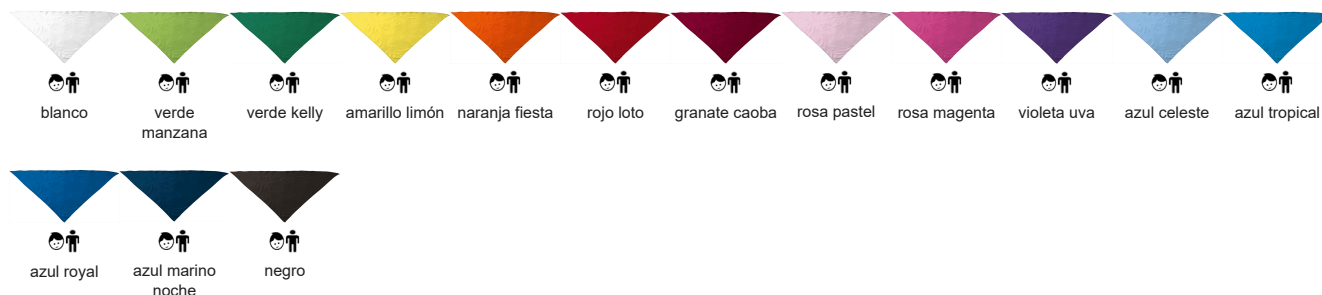 blanco
verde
manzana
verde kelly
amarillo limón
naranja fiesta
rojo loto
granate caoba
rosa pastel
rosa magenta
violeta uva
azul celeste
azul tropical
azul royal
azul marino
noche
negro